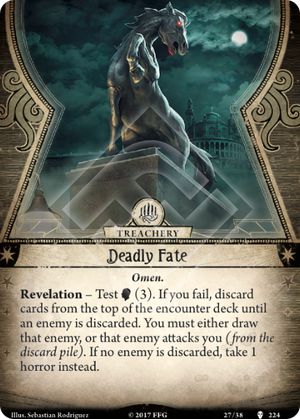 TREACHERY
Deadly Fate
Omen.
Revelation – Test (3). If you fail, discard
cards from the top of the encounter deck until
an enemy is discarded. You must either draw
that enemy, or that enemy attacks you (from the
discard pile). If no enemy is discarded, take 1
horror instead.
Illus. Sebastian Rodriguez © 2017 FFG 27/38 224